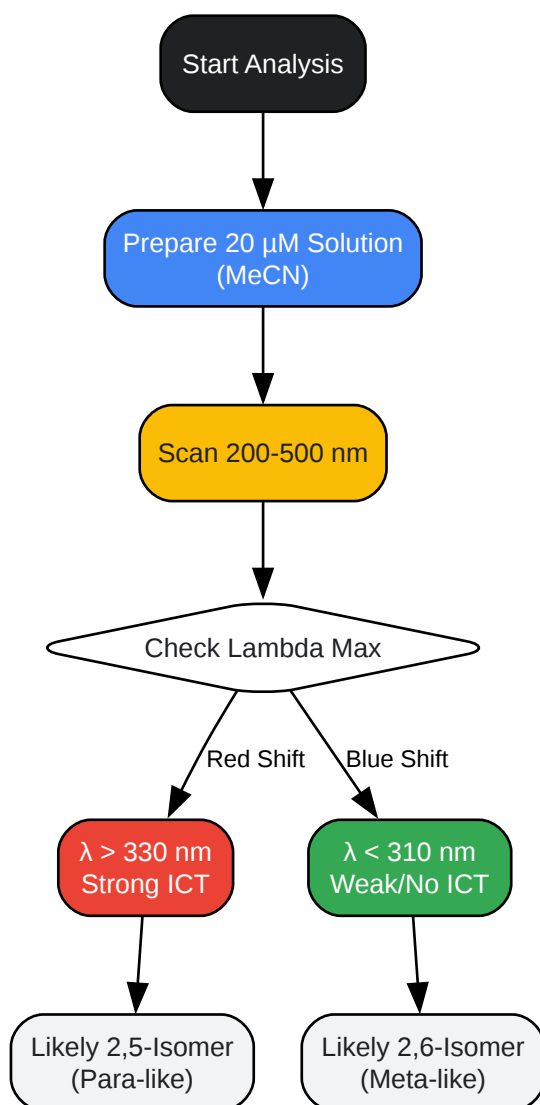 Start Analysis
Prepare 20 µM Solution
(MeCN)
Scan 200-500 nm
Check Lambda Max
Red Shift
Blue Shift
λ > 330 nm
Strong ICT
λ < 310 nm
Weak/No ICT
Likely 2,5-Isomer
(Para-like)
Likely 2,6-Isomer
(Meta-like)